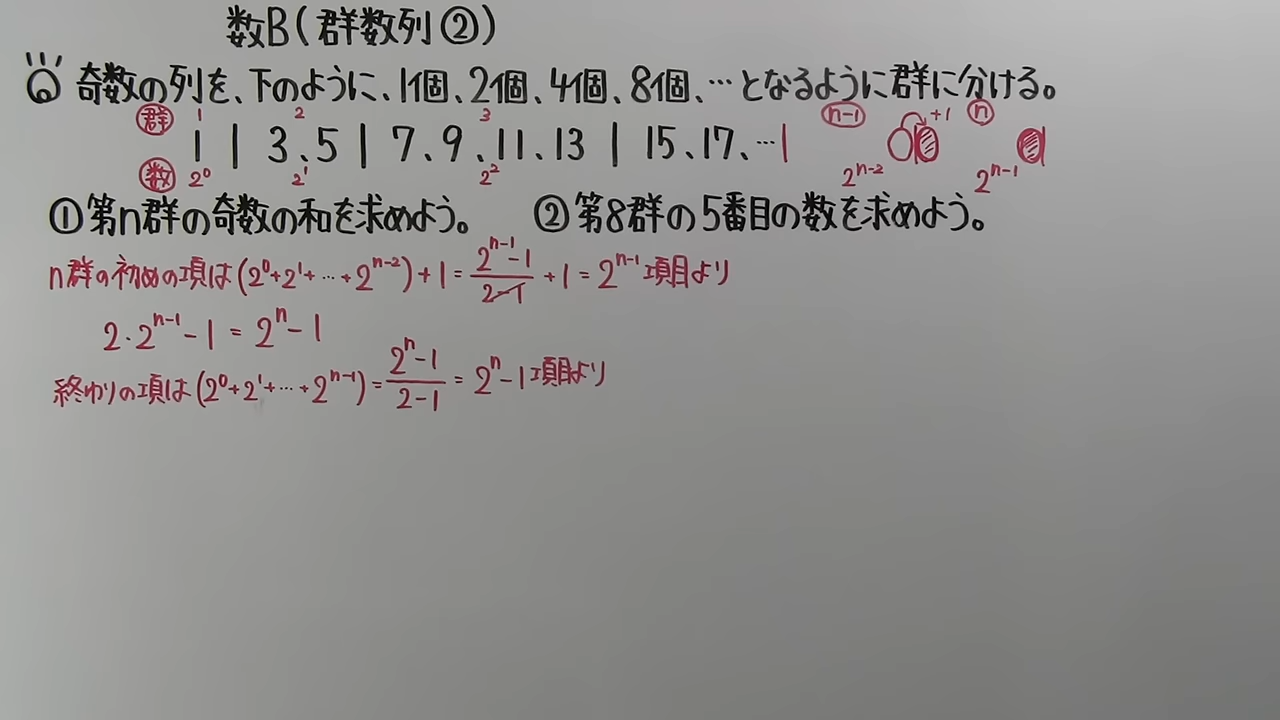 数B(群数列②)
Q 奇数の列を、下のように、1個、2個、4個、8個、…となるように群に分ける。
群 1 2 3 n-1 +1 n
1 | 3、5 | 7、9、11、13 | 15、17、…|
数 2⁰ 2¹ 2² 2ⁿ⁻² 2ⁿ⁻¹
①第n群の奇数の和を求めよう。 ②第8群の5番目の数を求めよう。
n群の初めの項は(2⁰+2¹+…+2ⁿ⁻²)+1=(2ⁿ⁻¹-1)/(2-1)+1=2ⁿ⁻¹項目より
2・2ⁿ⁻¹-1=2ⁿ-1
終わりの項は(2⁰+2¹+…+2ⁿ⁻¹)=(2ⁿ-1)/(2-1)=2ⁿ-1項目より